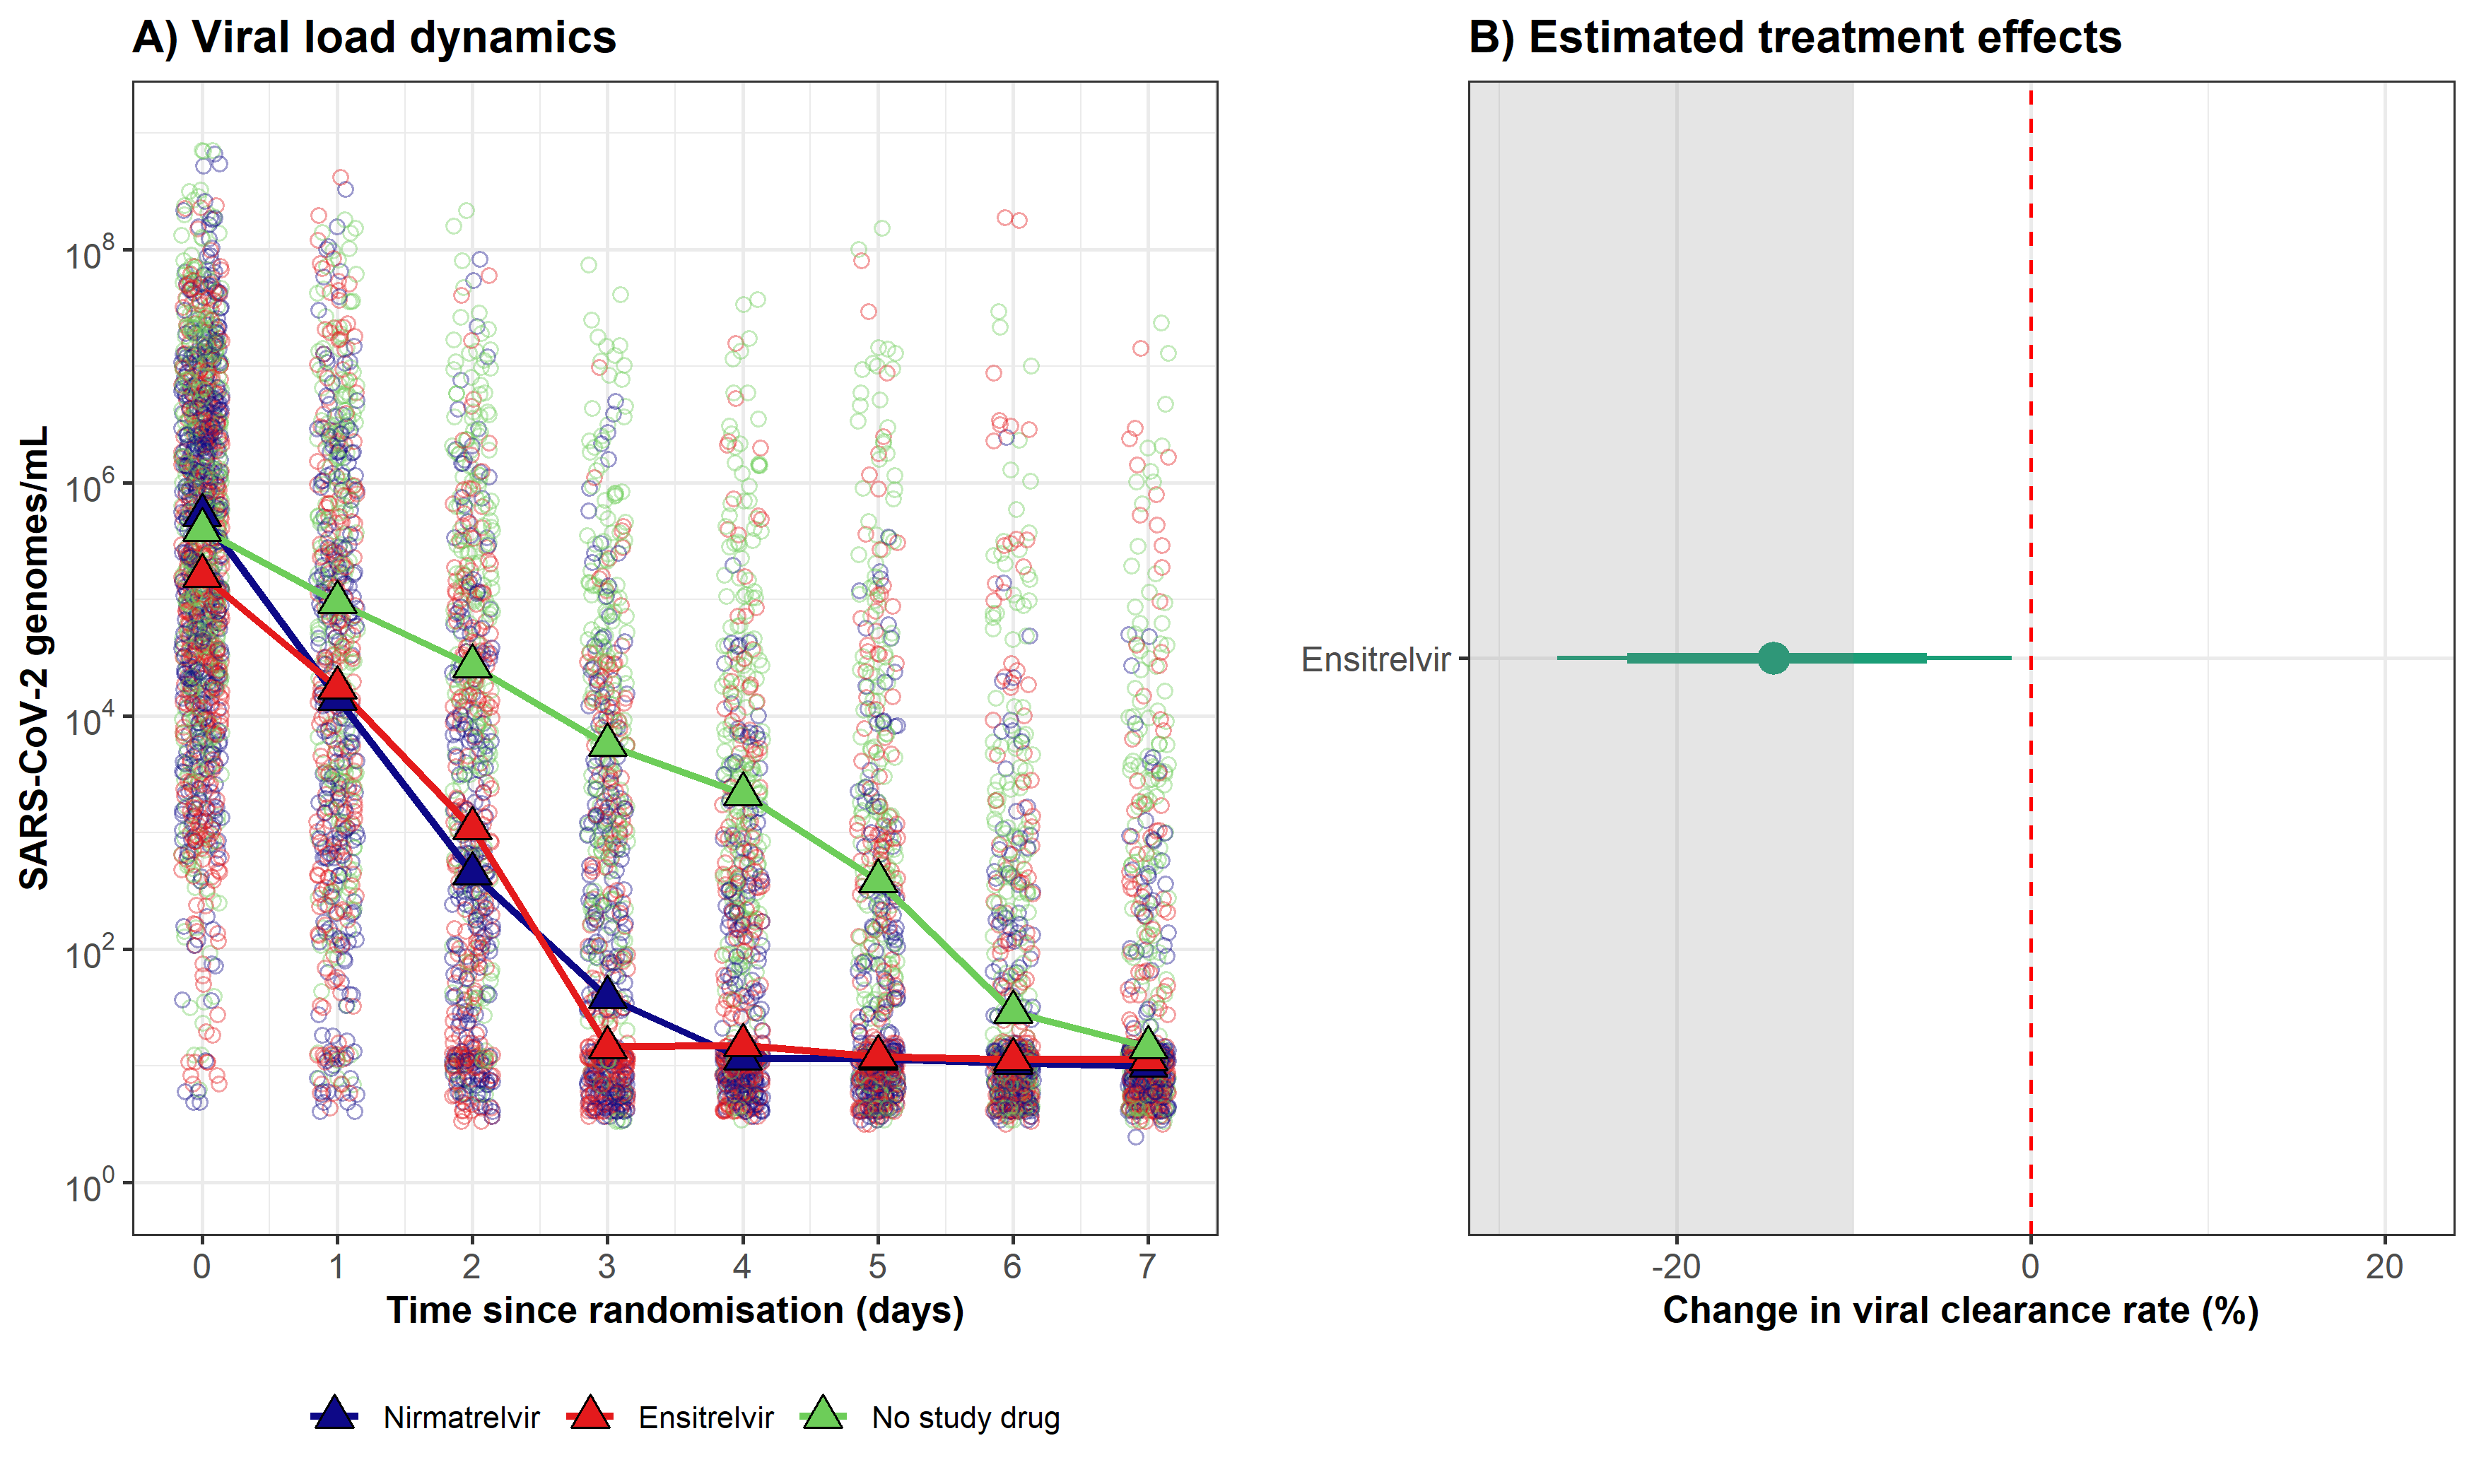 A) Viral load dynamics
B) Estimated treatment effects
SARS-CoV-2 genomes/mL
10^8
10^6
10^4
10^2
10^0
0 1 2 3 4 5 6 7
Time since randomisation (days)
Nirmatrelvir Ensitrelvir No study drug
Ensitrelvir
-20 0 20
Change in viral clearance rate (%)